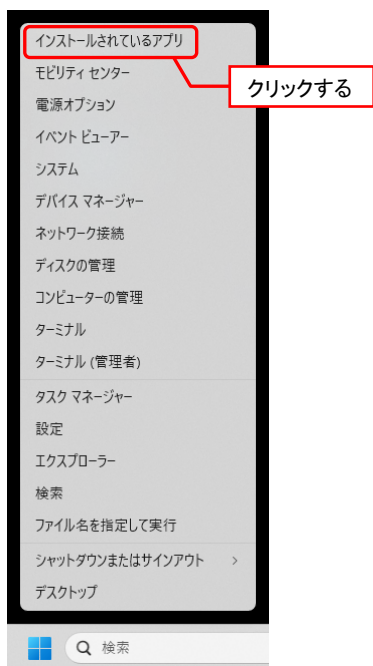 インストールされているアプリ
クリックする
モビリティ センター
電源オプション
イベント ビューアー
システム
デバイス マネージャー
ネットワーク接続
ディスクの管理
コンピューターの管理
ターミナル
ターミナル (管理者)
タスク マネージャー
設定
エクスプローラー
検索
ファイル名を指定して実行
シャットダウンまたはサインアウト
デスクトップ
検索